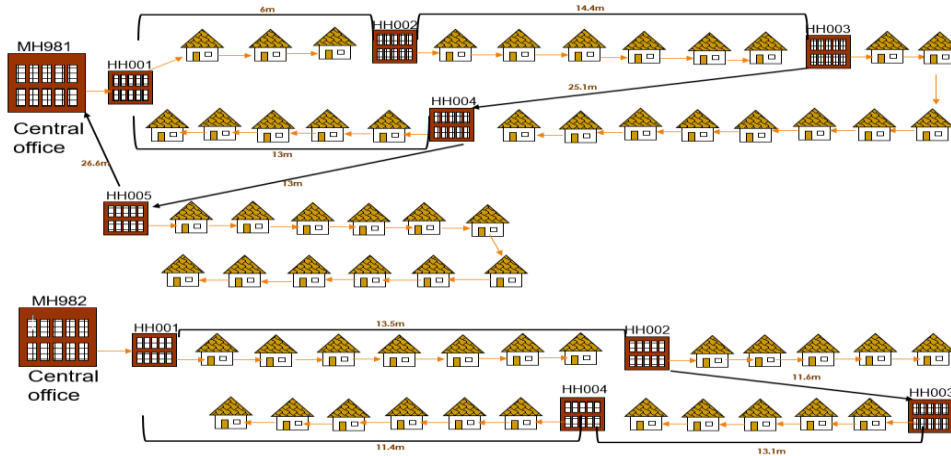 6m
HH002
14.4m
HH003
MH981
HH001
25.1m
HH004
Central
office
13m
26.6m
13m
HH005
MH982
HH001
13.5m
HH002
11.6m
Central
office
HH004
HH003
11.4m
13.1m